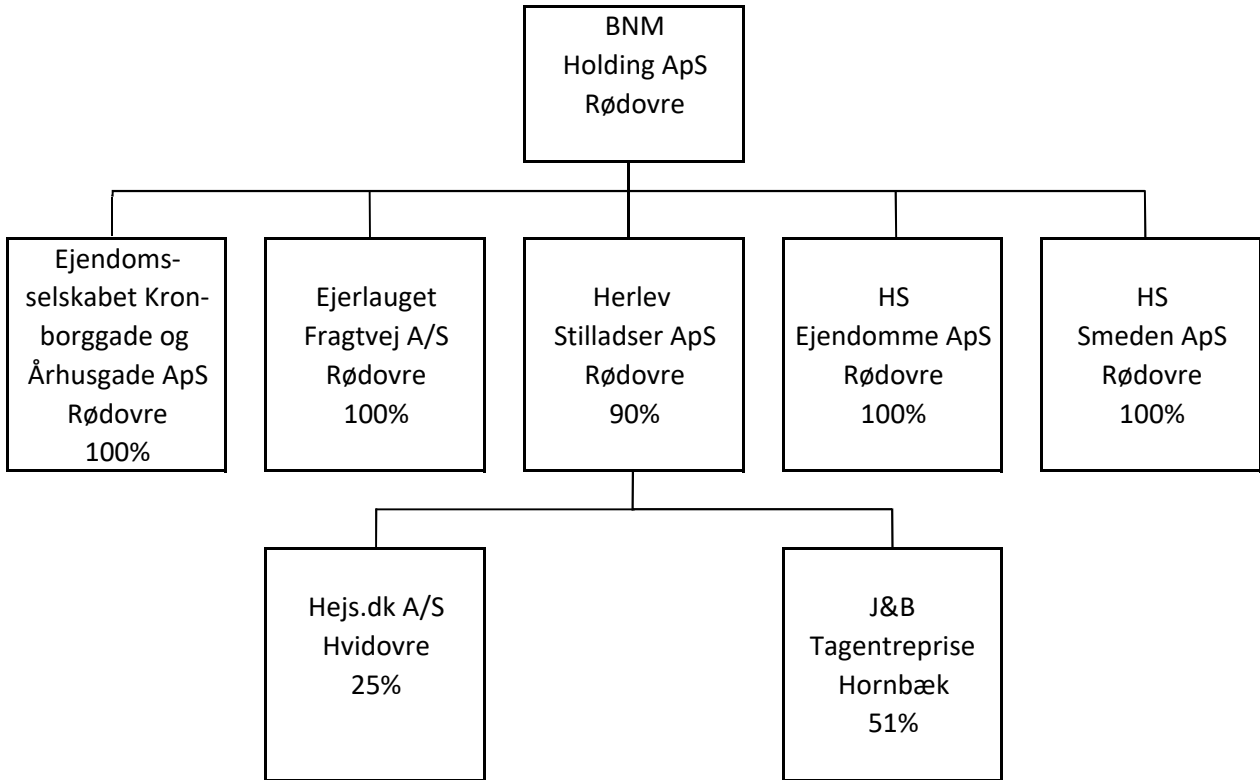 BNM
Holding ApS
Rødovre
Ejendoms-
selskabet Kron-
borggade og
Århusgade ApS
Rødovre
100%
Ejerlauget
Fragtvej A/S
Rødovre
100%
Herlev
Stilladser ApS
Rødovre
90%
HS
Ejendomme ApS
Rødovre
100%
HS
Smeden ApS
Rødovre
100%
Hejs.dk A/S
Hvidovre
25%
J&B
Tagentreprise
Hornbæk
51%